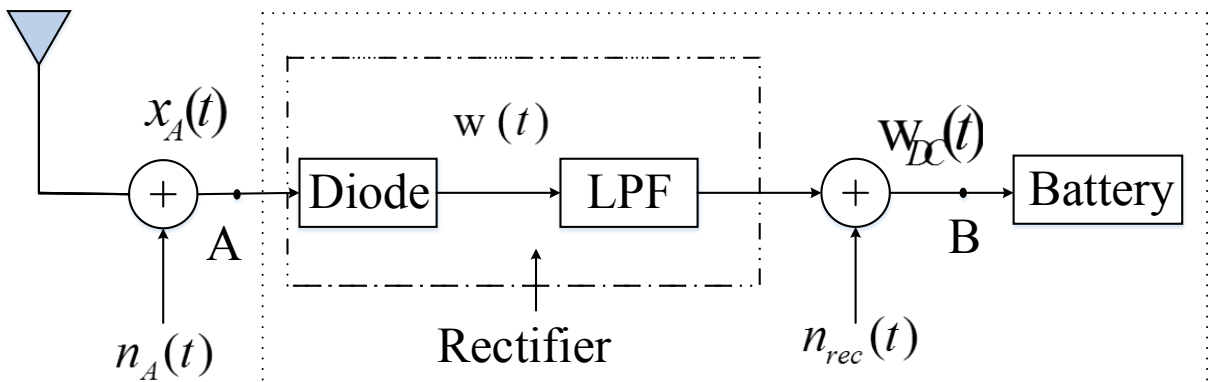 x_A(t)
w (t)
W_DC(t)
+
Diode
LPF
+
Battery
A
B
n_A(t)
Rectifier
n_rec(t)